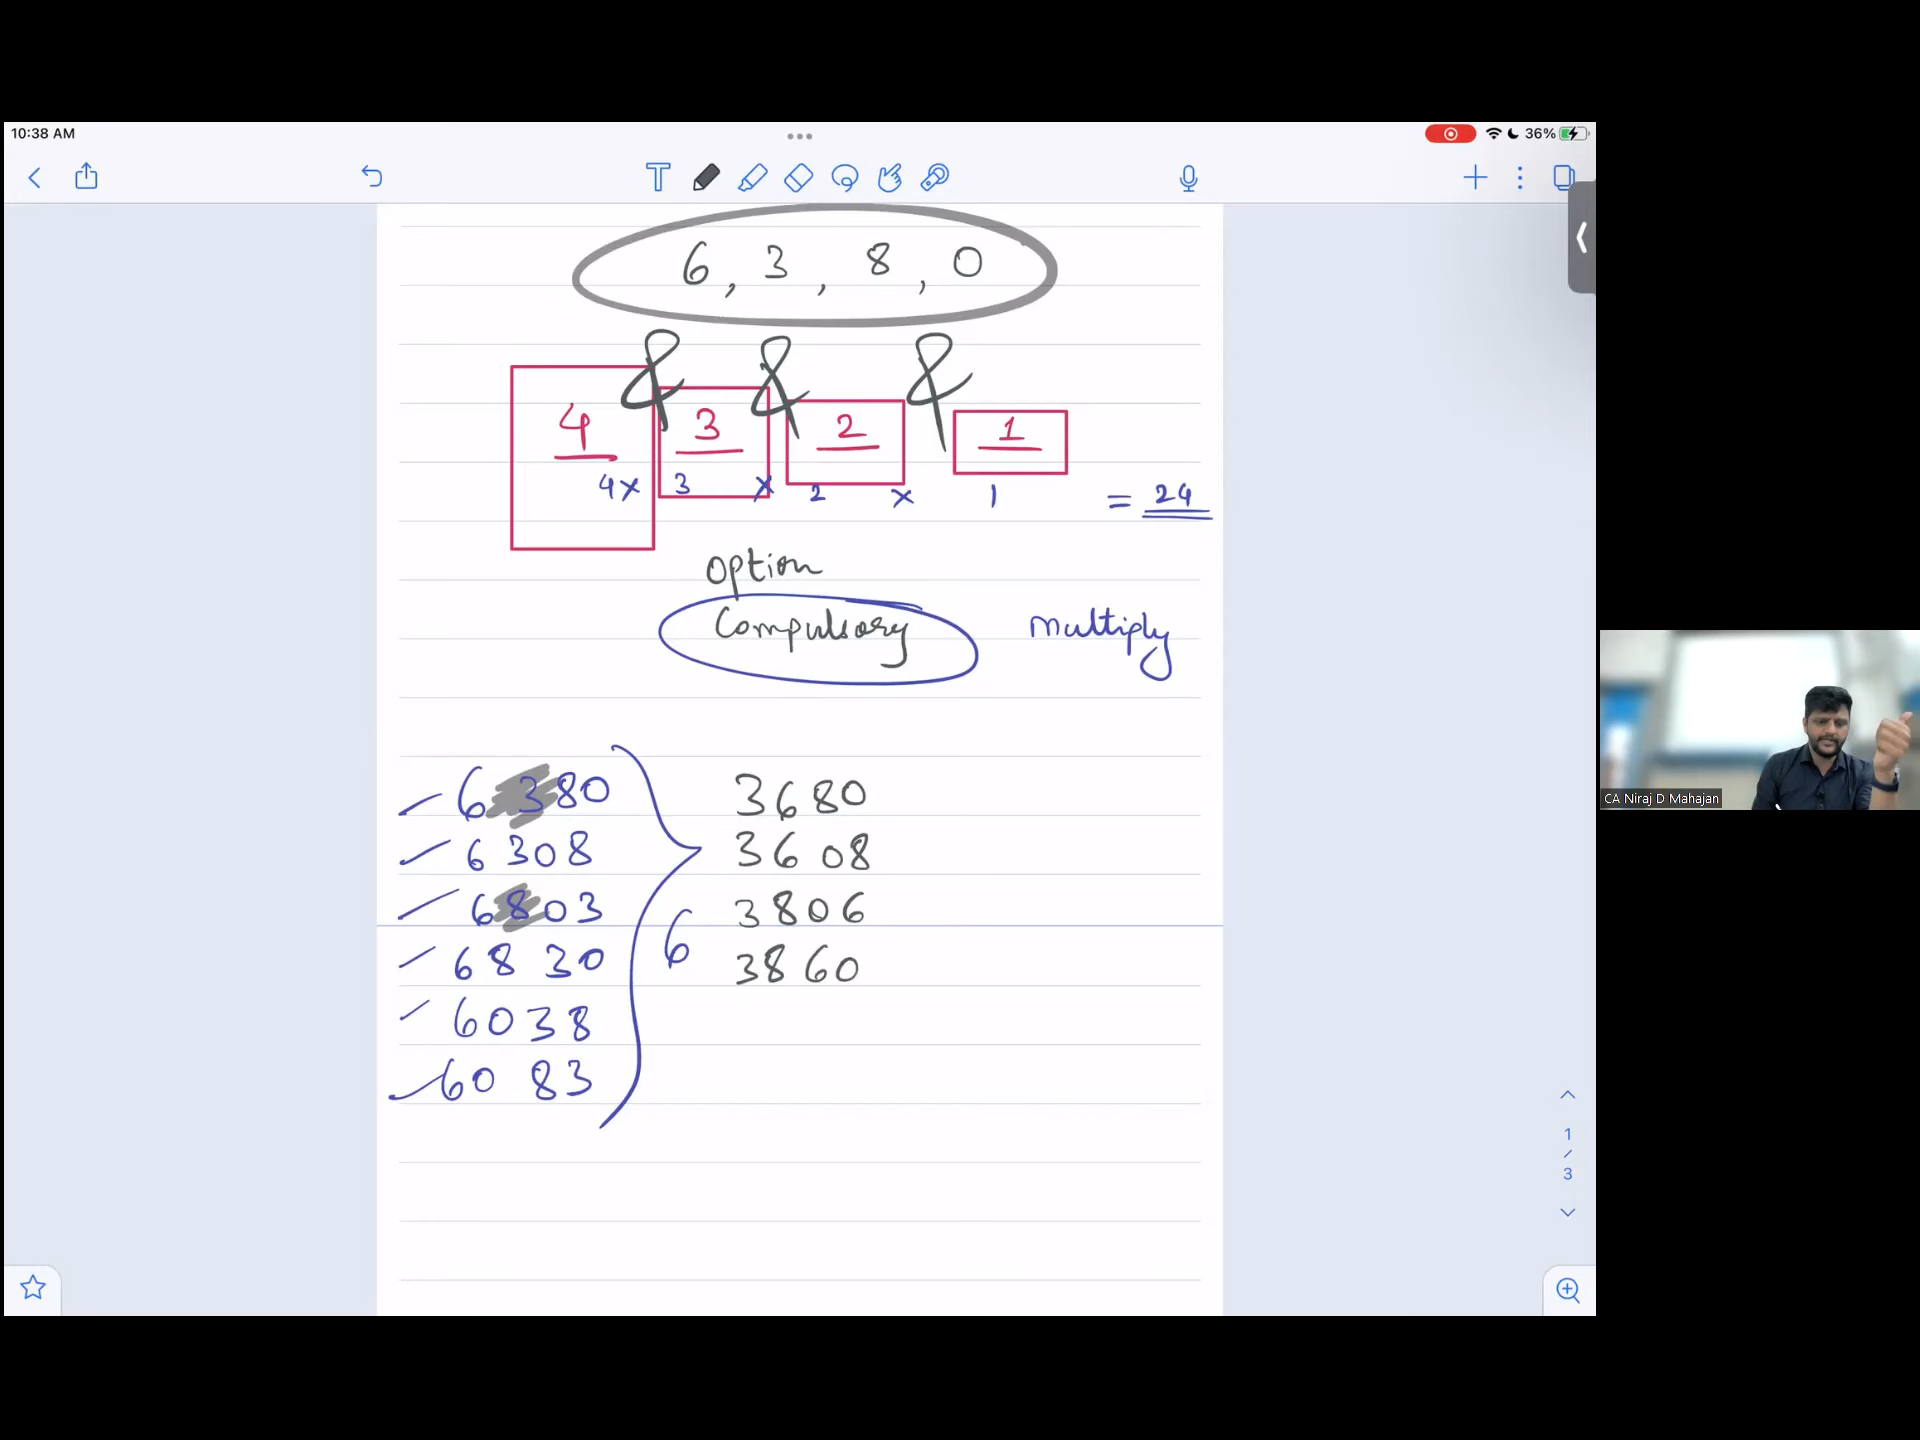 10:38 AM
36%
6, 3, 8, 0
& & &
4 3 2 1
4 x 3 x 2 x 1 = 24
option
Compulsory multiply
6380 3680
6308 3608
6803 3806
6 6830 3860
6038
6083
1
/
3
CA Niraj D Mahajan